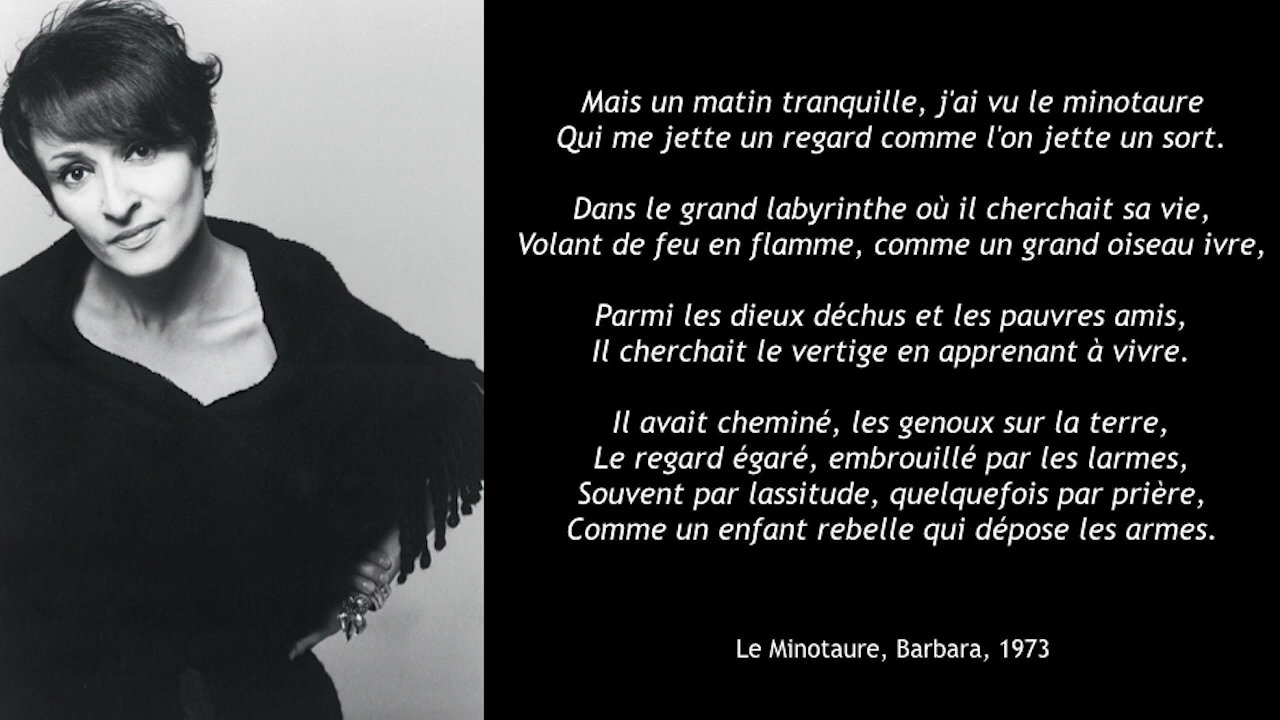 Mais un matin tranquille, j'ai vu le minotaure
Qui me jette un regard comme l'on jette un sort.
Dans le grand labyrinthe où il cherchait sa vie,
Volant de feu en flamme, comme un grand oiseau ivre,
Parmi les dieux déchus et les pauvres amis,
Il cherchait le vertige en apprenant à vivre.
Il avait cheminé, les genoux sur la terre,
Le regard égaré, embrouillé par les larmes,
Souvent par lassitude, quelquefois par prière,
Comme un enfant rebelle qui dépose les armes.
Le Minotaure, Barbara, 1973